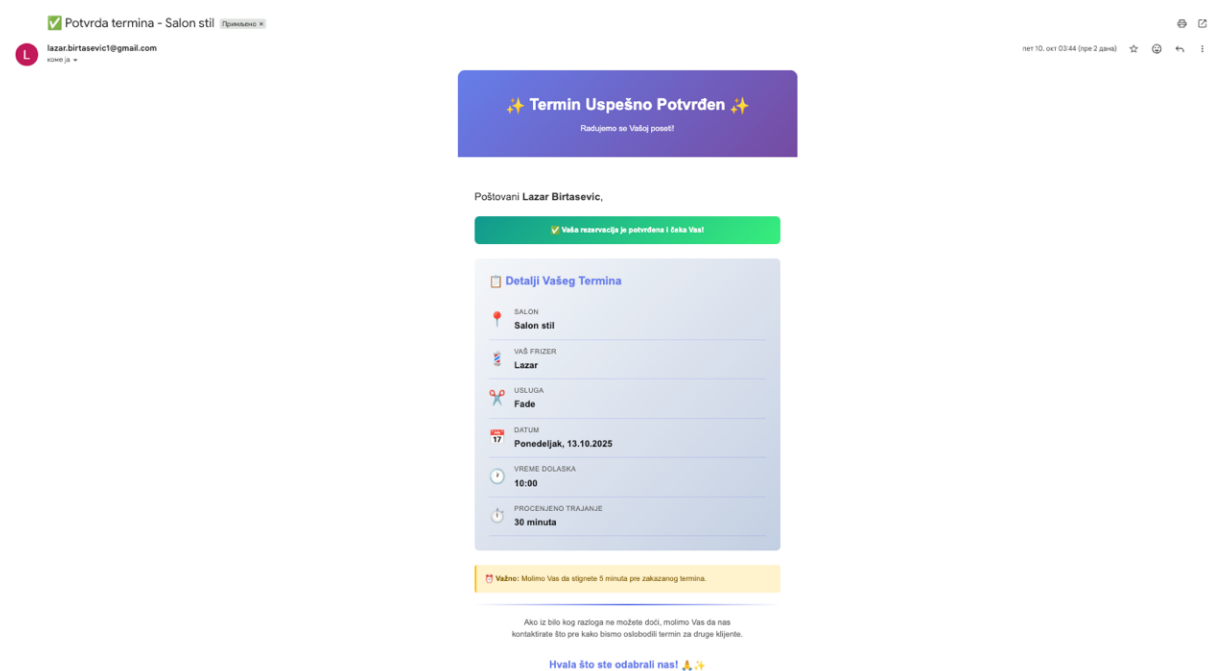 ✅ Potvrda termina - Salon stil Примљено ×
L
lazar.birtasevic1@gmail.com
коме ја
пет 10. окт 03:44 (пре 2 дана)
✨ Termin Uspešno Potvrđen ✨
Radujemo se Vašoj poseti!
Poštovani Lazar Birtasevic,
✅ Vaša rezervacija je potvrđena i čeka Vas!
📋 Detalji Vašeg Termina
SALON
Salon stil
VAŠ FRIZER
Lazar
USLUGA
Fade
17
DATUM
Ponedeljak, 13.10.2025
VREME DOLASKA
10:00
PROCENJENO TRAJANJE
30 minuta
⏰ Važno: Molimo Vas da stignete 5 minuta pre zakazanog termina.
Ako iz bilo kog razloga ne možete doći, molimo Vas da nas
kontaktirate što pre kako bismo oslobodili termin za druge klijente.
Hvala što ste odabrali nas! 🙏✨